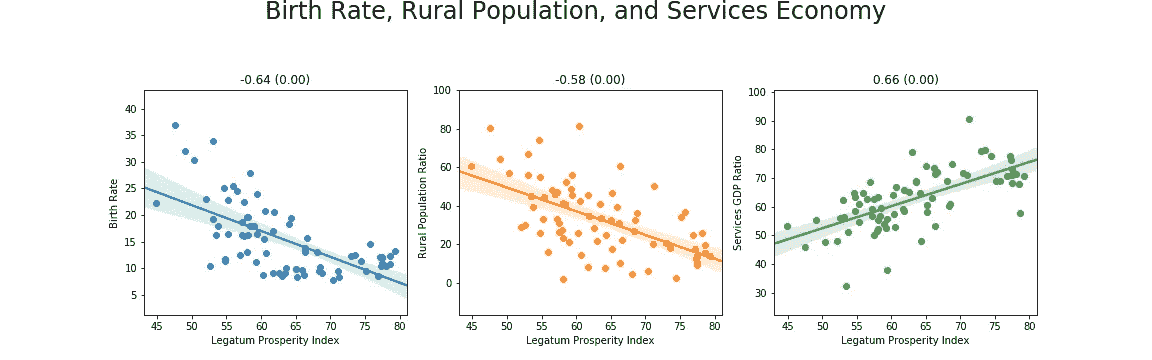 Birth Rate, Rural Population, and Services Economy
-0.64 (0.00)
40
35
30
25
20
15
10
5
Birth Rate
45 50 55 60 65 70 75 80
Legatum Prosperity Index
-0.58 (0.00)
100
80
60
40
20
0
Rural Population Ratio
45 50 55 60 65 70 75 80
Legatum Prosperity Index
0.66 (0.00)
100
90
80
70
60
50
40
30
Services GDP Ratio
45 50 55 60 65 70 75 80
Legatum Prosperity Index